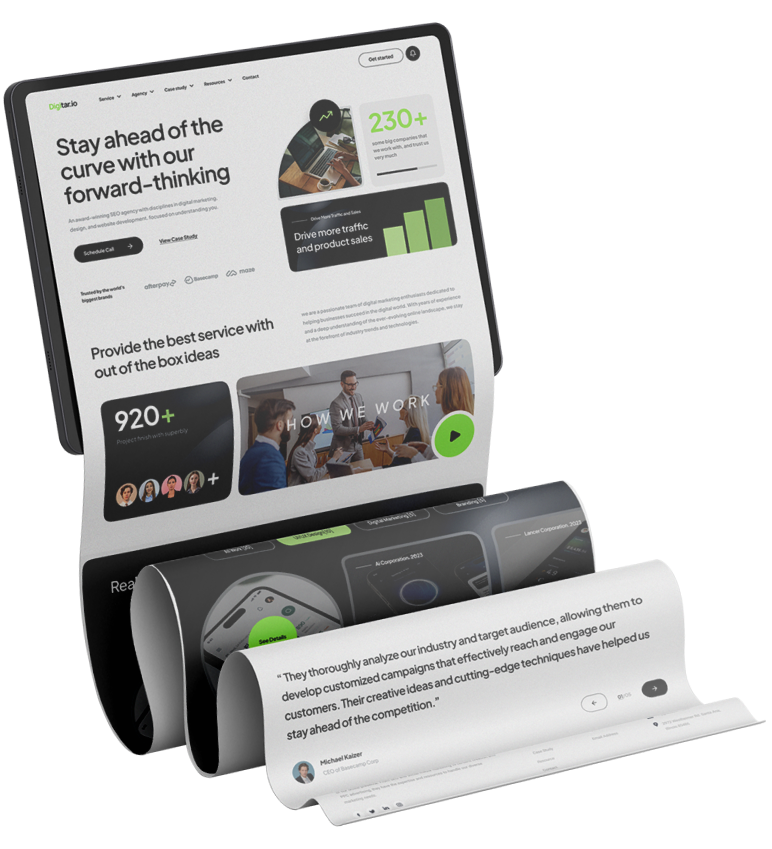 Digitar.io
Service
Agency
Case study
Resources
Contact
Get started
Stay ahead of the
curve with our
forward-thinking
An award-winning SEO agency with disciplines in digital marketing,
design, and website development. focused on understanding you.
Schedule Call
View Case Study
Trusted by the world's
biggest brands
afterpay
Basecamp
maze
230+
some big companies that
we work with, and trust us
very much
Drive More Traffic and Sales
Drive more traffic
and product sales
Provide the best service with
out of the box ideas
we are a passionate team of digital marketing enthusiasts dedicated to
helping businesses succeed in the digital world. With years of experience
and a deep understanding of the ever-evolving online landscape, we stay
at the forefront of industry trends and technologies.
920+
Project finish with superbly
+
HOW WE WORK
Real
Digital Marketing
Branding
AI Corporation, 2023
Lancer Corporation, 2023
See Details
“They thoroughly analyze our industry and target audience, allowing them to
develop customized campaigns that effectively reach and engage our
customers. Their creative ideas and cutting-edge techniques have helped us
stay ahead of the competition.”
Michael Kaizer
CEO of Basecamp Corp
Case Study
Resource
Email Address